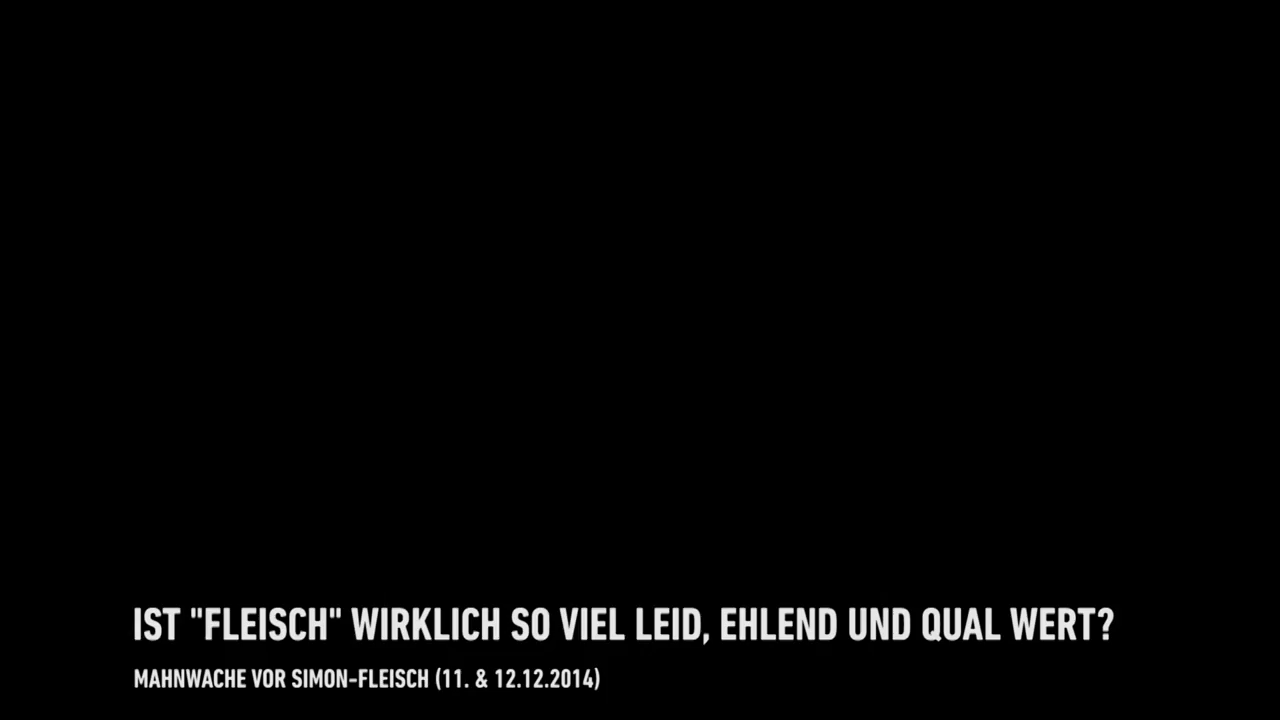 IST "FLEISCH" WIRKLICH SO VIEL LEID, EHLEND UND QUAL WERT?
MAHNWACHE VOR SIMON-FLEISCH (11. & 12.12.2014)